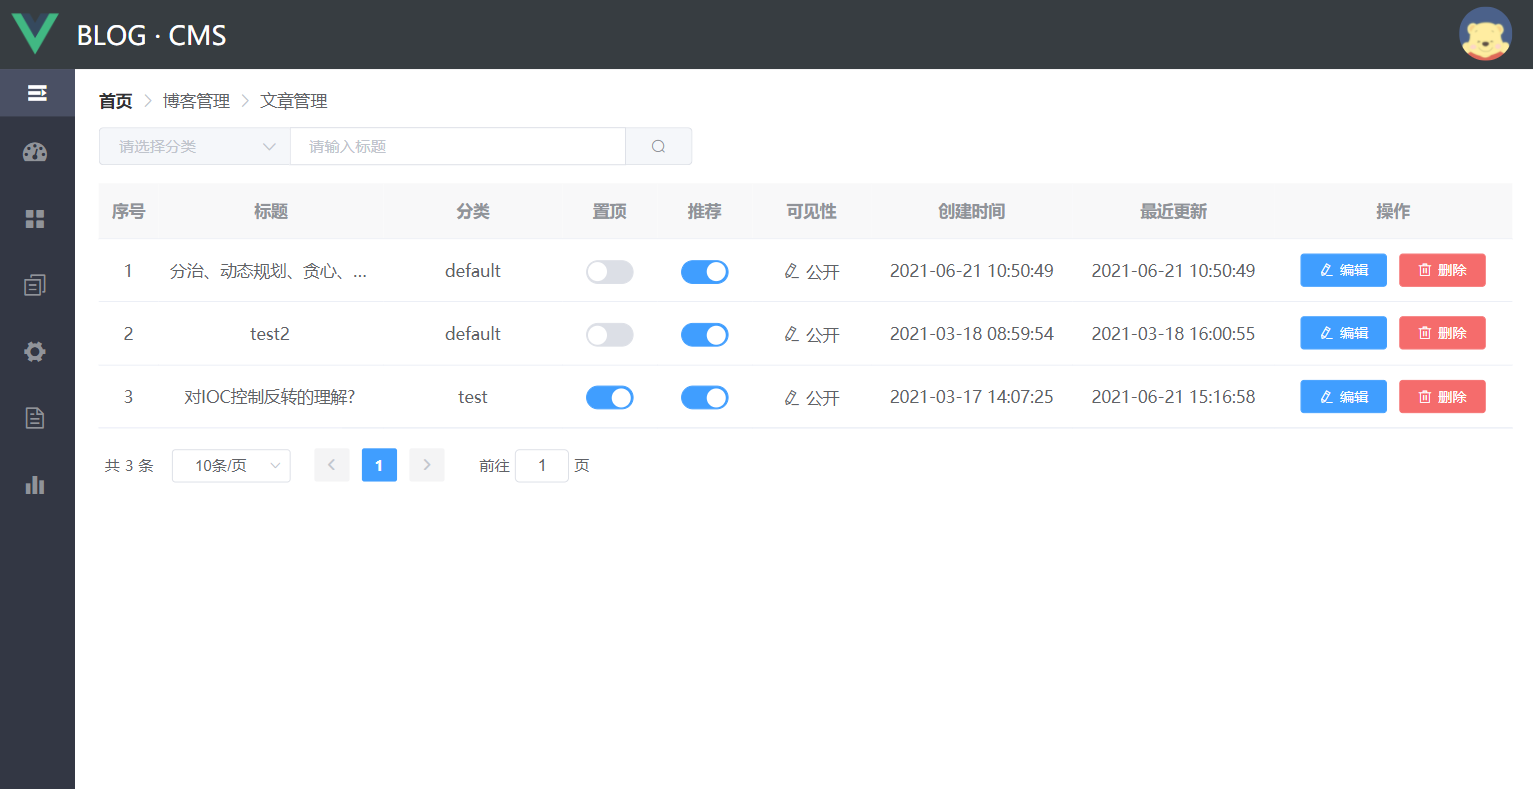 BLOG · CMS
首页 博客管理 文章管理
请选择分类 请输入标题
序号 标题 分类 置顶 推荐 可见性 创建时间 最近更新 操作
1 分治、动态规划、贪心、... default 公开 2021-06-21 10:50:49 2021-06-21 10:50:49 编辑 删除
2 test2 default 公开 2021-03-18 08:59:54 2021-03-18 16:00:55 编辑 删除
3 对IOC控制反转的理解? test 公开 2021-03-17 14:07:25 2021-06-21 15:16:58 编辑 删除
共 3 条 10条/页 1 前往 1 页